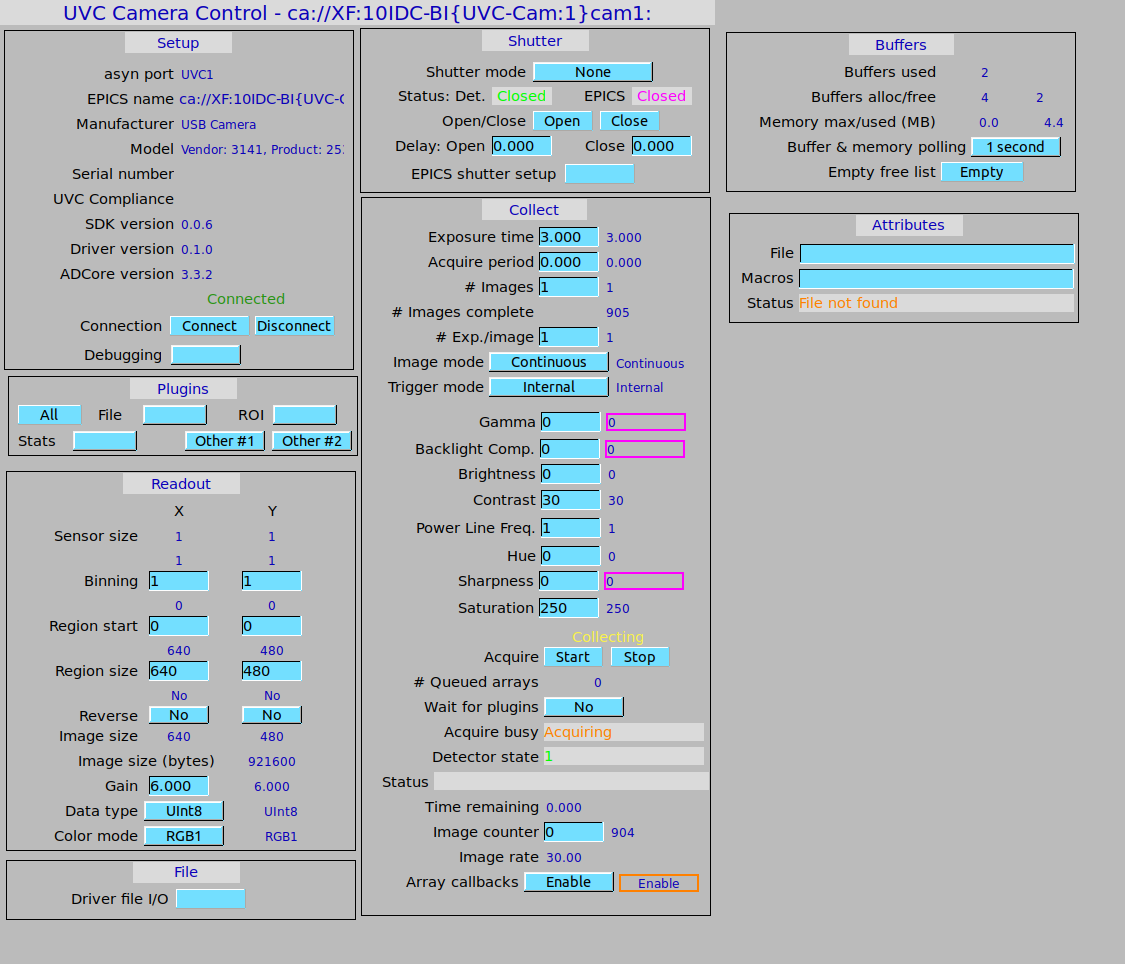 UVC Camera Control - ca://XF:10IDC-BI{UVC-Cam:1}cam1:
Setup
asyn port UVC1
EPICS name ca://XF:10IDC-BI{UVC-C
Manufacturer USB Camera
Model Vendor: 3141, Product: 25
Serial number
UVC Compliance
SDK version 0.0.6
Driver version 0.1.0
ADCore version 3.3.2
Connected
Connection Connect Disconnect
Debugging
Plugins
All File ROI
Stats Other #1 Other #2
Readout
X Y
Sensor size 1 1
1 1
Binning 1 1
0 0
Region start 0 0
640 480
Region size 640 480
No No
Reverse No No
Image size 640 480
Image size (bytes) 921600
Gain 6.000 6.000
Data type UInt8 UInt8
Color mode RGB1 RGB1
File
Driver file I/O
Shutter
Shutter mode None
Status: Det. Closed EPICS Closed
Open/Close Open Close
Delay: Open 0.000 Close 0.000
EPICS shutter setup
Collect
Exposure time 3.000 3.000
Acquire period 0.000 0.000
# Images 1 1
# Images complete 905
# Exp./image 1 1
Image mode Continuous Continuous
Trigger mode Internal Internal
Gamma 0 0
Backlight Comp. 0 0
Brightness 0 0
Contrast 30 30
Power Line Freq. 1 1
Hue 0 0
Sharpness 0 0
Saturation 250 250
Collecting
Acquire Start Stop
# Queued arrays 0
Wait for plugins No
Acquire busy Acquiring
Detector state 1
Status
Time remaining 0.000
Image counter 0 904
Image rate 30.00
Array callbacks Enable Enable
Buffers
Buffers used 2
Buffers alloc/free 4 2
Memory max/used (MB) 0.0 4.4
Buffer & memory polling 1 second
Empty free list Empty
Attributes
File
Macros
Status File not found